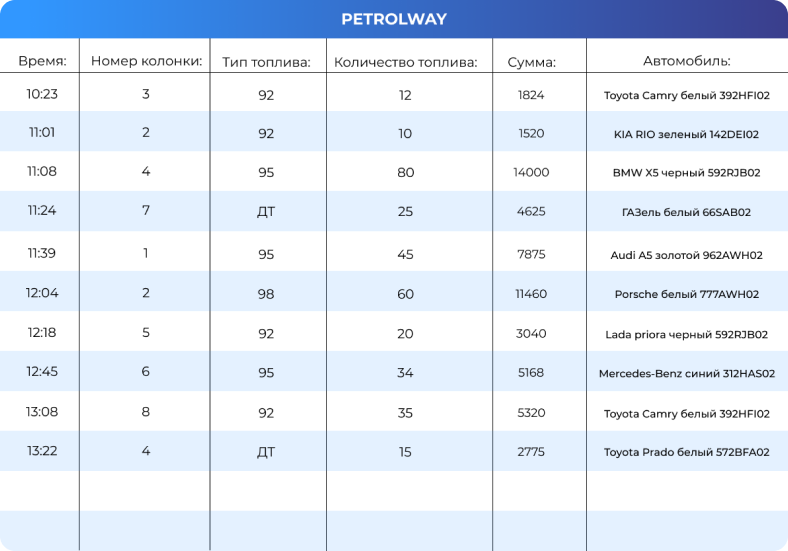 PETROLWAY
Время: Номер колонки: Тип топлива: Количество топлива: Сумма: Автомобиль:
10:23 3 92 12 1824 Toyota Camry белый 392HFI02
11:01 2 92 10 1520 KIA RIO зеленый 142DEI02
11:08 4 95 80 14000 BMW X5 черный 592RJB02
11:24 7 ДТ 25 4625 ГАЗель белый 66SAB02
11:39 1 95 45 7875 Audi A5 золотой 962AWH02
12:04 2 98 60 11460 Porsche белый 777AWH02
12:18 5 92 20 3040 Lada priora черный 592RJB02
12:45 6 95 34 5168 Mercedes-Benz синий 312HAS02
13:08 8 92 35 5320 Toyota Camry белый 392HFI02
13:22 4 ДТ 15 2775 Toyota Prado белый 572BFA02